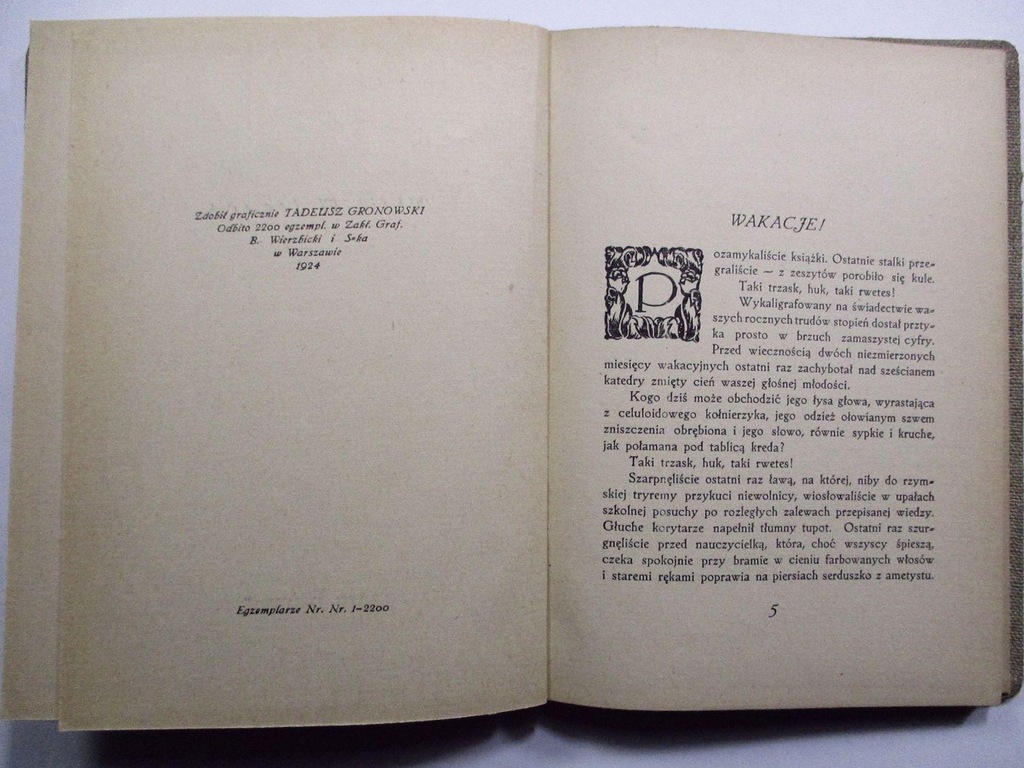 Zdobił graficznie TADEUSZ GRONOWSKI
Odbito 2200 egzempl. w Zakł. Graf.
B. Wierzbicki i S-ka
w Warszawie
1924
Egzemplarze Nr. Nr. 1-2200
WAKACJE!
Pozamykaliście książki. Ostatnie stalki prze-
graliście — z zeszytów porobiło się kule.
Taki trzask, huk, taki rwetes!
Wykaligrafowany na świadectwie wa-
szych rocznych trudów stopień dostał przty-
ka prosto w brzuch zamaszystej cyfry.
Przed wiecznością dwóch niezmierzonych
miesięcy wakacyjnych ostatni raz zachybotał nad sześcianem
katedry zmięty cień waszej głośnej młodości.
Kogo dziś może obchodzić jego łysa głowa, wyrastająca
z celuloidowego kołnierzyka, jego odzież ołowianym szwem
zniszczenia obrębiona i jego słowo, równie sypkie i kruche,
jak połamana pod tablicą kreda?
Taki trzask, huk, taki rwetes!
Szarpnęliście ostatni raz ławą, na której, niby do rzym-
skiej tryremy przykuci niewolnicy, wiosłowaliście w upałach
szkolnej posuchy po rozległych zalewach przepisanej wiedzy.
Głuche korytarze napełnił tłumny tupot. Ostatni raz szur-
gnęliście przed nauczycielką, która, choć wszyscy śpieszą,
czeka spokojnie przy bramie w cieniu farbowanych włosów
i staremi rękami poprawia na piersiach serduszko z ametystu.
5